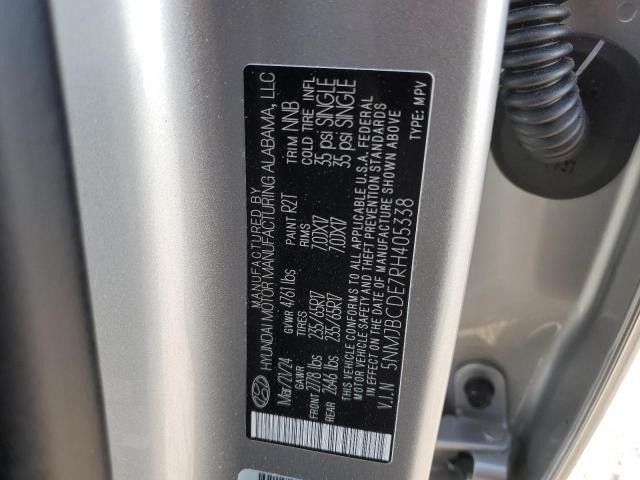 MANUFACTURED BY
HYUNDAI MOTOR MANUFACTURING ALABAMA, LLC
Mar/21/24 GVWR 4761 lbs PAINT R2T TRIM NNB
GAWR TIRES RIMS COLD TIRE INFL.
FRONT 2778 lbs 235/65R17 7.0JX17 35 psi SINGLE
REAR 2646 lbs 235/65R17 7.0JX17 35 psi SINGLE
THIS VEHICLE CONFORMS TO ALL APPLICABLE U.S.A. FEDERAL
MOTOR VEHICLE SAFETY AND THEFT PREVENTION STANDARDS
IN EFFECT ON THE DATE OF MANUFACTURE SHOWN ABOVE
V.I.N 5NMJBCDE7RH405338 TYPE: MPV